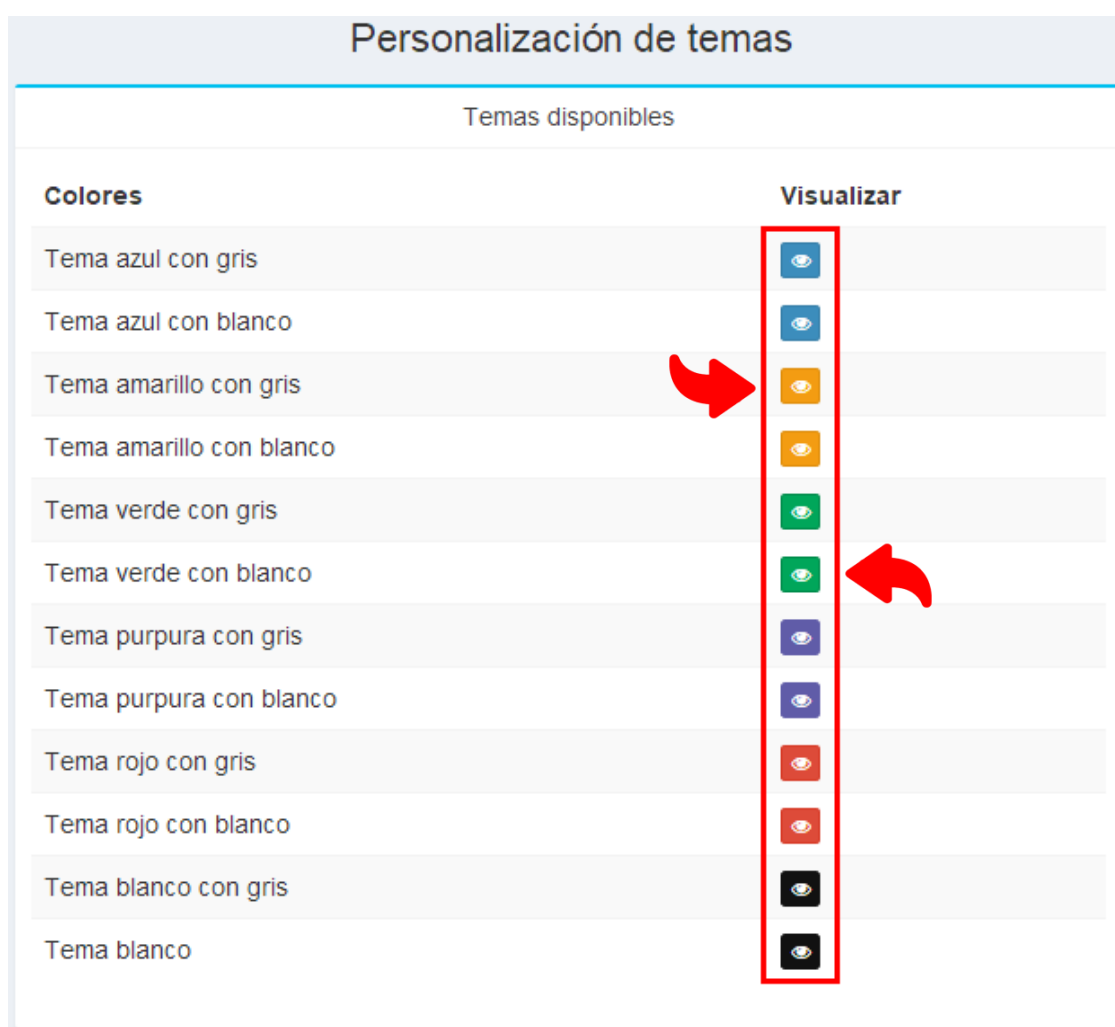 Personalización de temas
Temas disponibles
Colores Visualizar
Tema azul con gris
Tema azul con blanco
Tema amarillo con gris
Tema amarillo con blanco
Tema verde con gris
Tema verde con blanco
Tema purpura con gris
Tema purpura con blanco
Tema rojo con gris
Tema rojo con blanco
Tema blanco con gris
Tema blanco